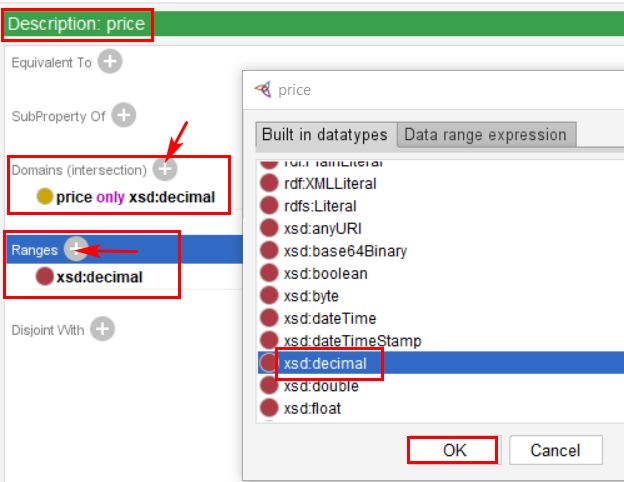 Description: price
Equivalent To
SubProperty Of
Domains (intersection)
price only xsd:decimal
Ranges
xsd:decimal
Disjoint With
price
Built in datatypes
Data range expression
rdf:PlainLiteral
rdf:XMLLiteral
rdfs:Literal
xsd:anyURI
xsd:base64Binary
xsd:boolean
xsd:byte
xsd:dateTime
xsd:dateTimeStamp
xsd:decimal
xsd:double
xsd:float
OK
Cancel